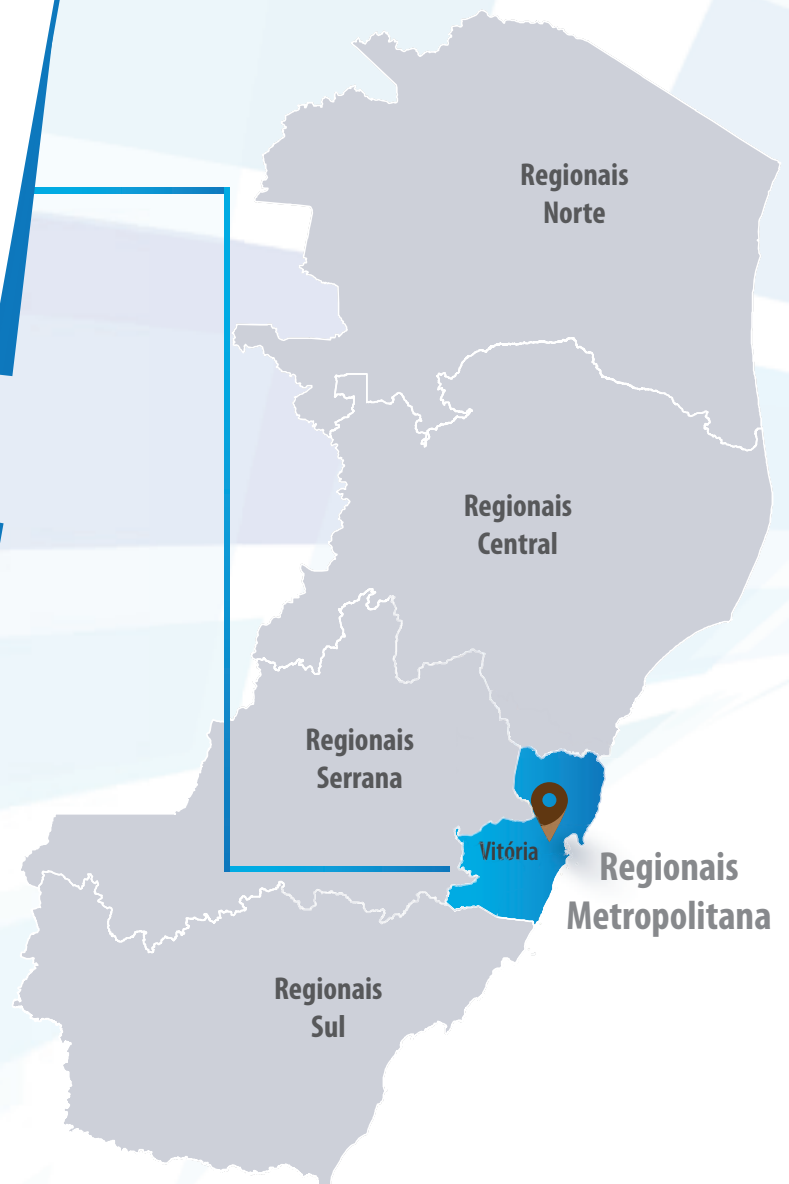 Regionais
Norte
Regionais
Central
Regionais
Serrana
Vitória
Regionais
Metropolitana
Regionais
Sul